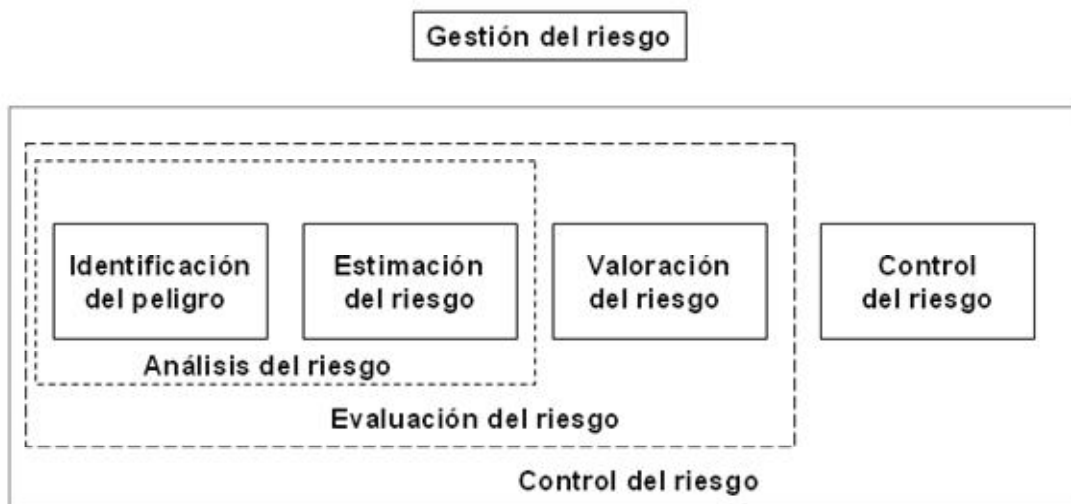 Gestión del riesgo
Identificación
del peligro
Estimación
del riesgo
Valoración
del riesgo
Control
del riesgo
Análisis del riesgo
Evaluación del riesgo
Control del riesgo